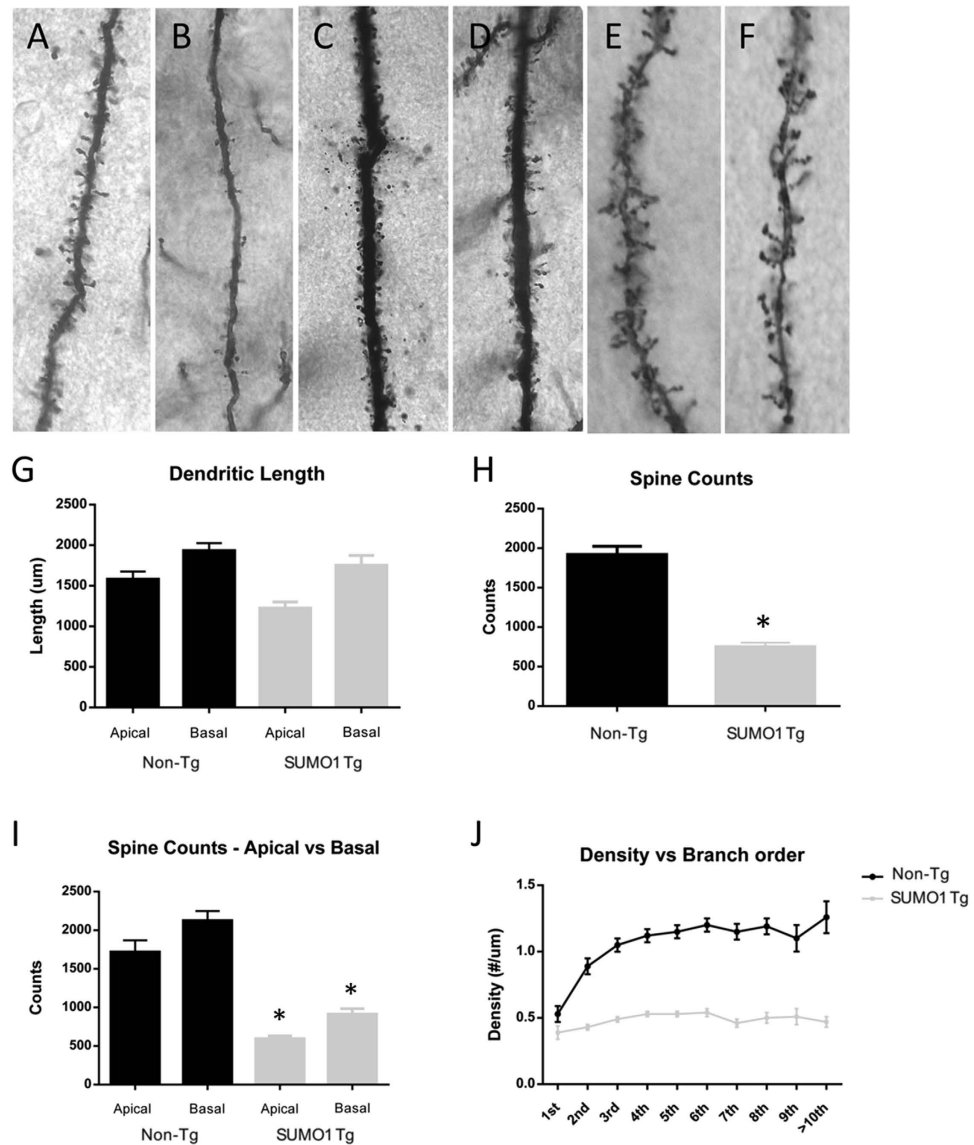 A B C D E F
G
Dendritic Length
2500
2000
1500
1000
500
0
Length (um)
Apical Basal Apical Basal
Non-Tg SUMO1 Tg
H
Spine Counts
2500
2000
1500
1000
500
0
Counts
*
Non-Tg SUMO1 Tg
I
Spine Counts - Apical vs Basal
2500
2000
1500
1000
500
0
Counts
* *
Apical Basal Apical Basal
Non-Tg SUMO1 Tg
J
Density vs Branch order
Non-Tg
SUMO1 Tg
1.5
1.0
0.5
0.0
Density (#/um)
1st 2nd 3rd 4th 5th 6th 7th 8th 9th >10th